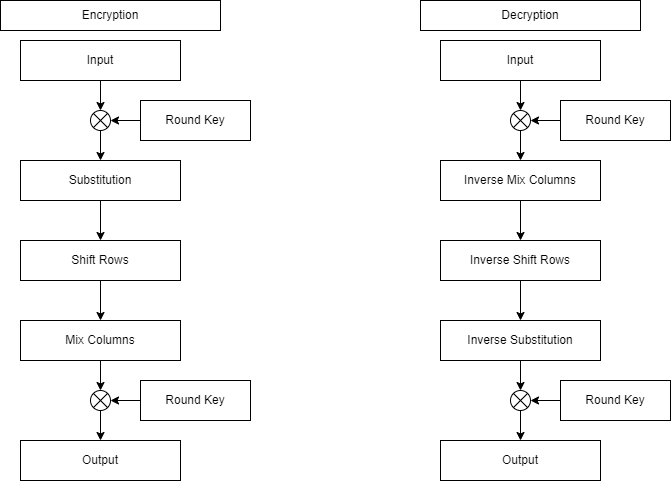 Encryption
Input
Round Key
Substitution
Shift Rows
Mix Columns
Round Key
Output
Decryption
Input
Round Key
Inverse Mix Columns
Inverse Shift Rows
Inverse Substitution
Round Key
Output